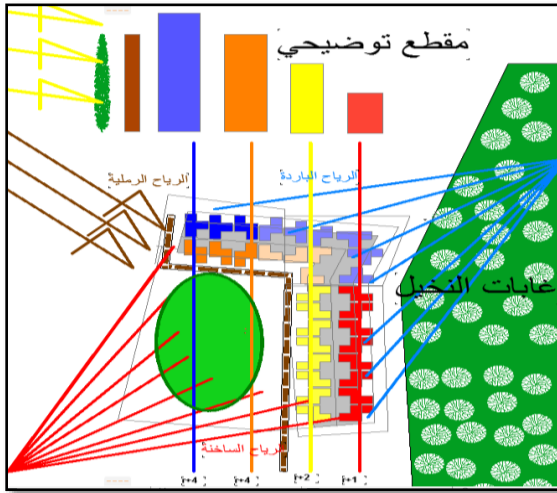 مقطع توضيحي
الرياح الرملية
الرياح الباردة
غابات النخيل
الرياح الساخنة
+4
+4
+2
+1